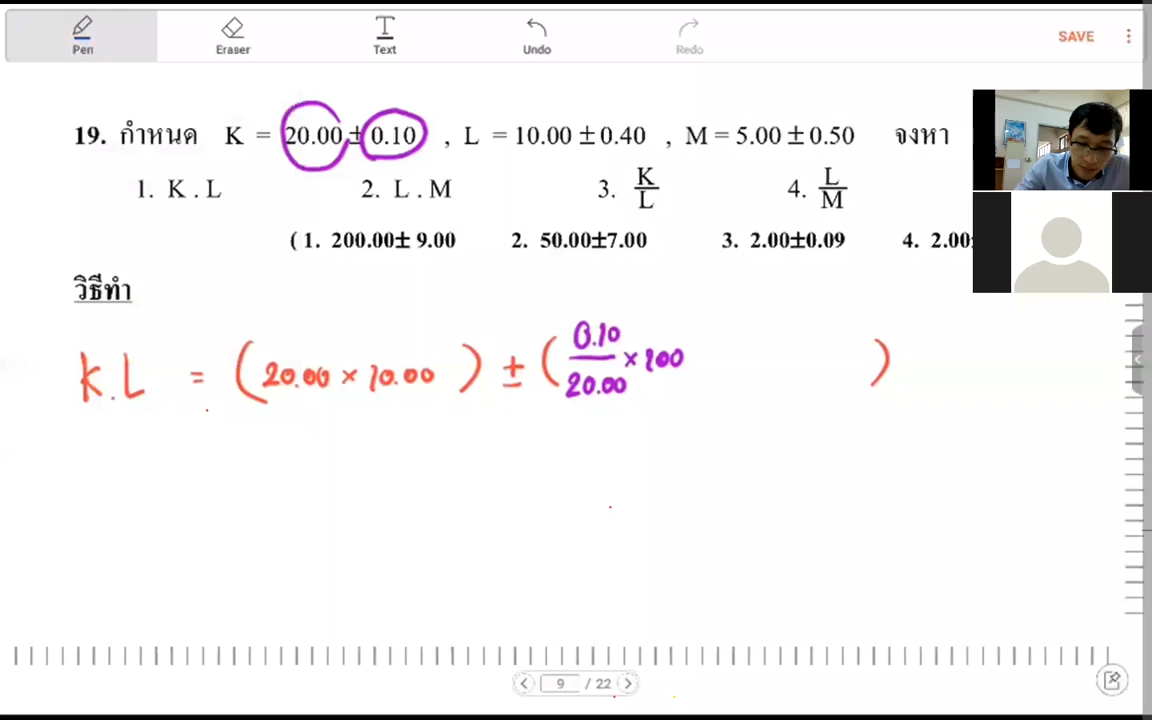 Pen Eraser Text Undo Redo SAVE
19. กำหนด K = 20.00 ± 0.10 , L = 10.00 ± 0.40 , M = 5.00 ± 0.50 จงหา
1. K . L 2. L . M 3. K/L 4. L/M
( 1. 200.00± 9.00 2. 50.00±7.00 3. 2.00±0.09 4. 2.00
วิธีทำ
K.L = (20.00 × 10.00) ± (0.10/20.00 × 100 )
9 / 22